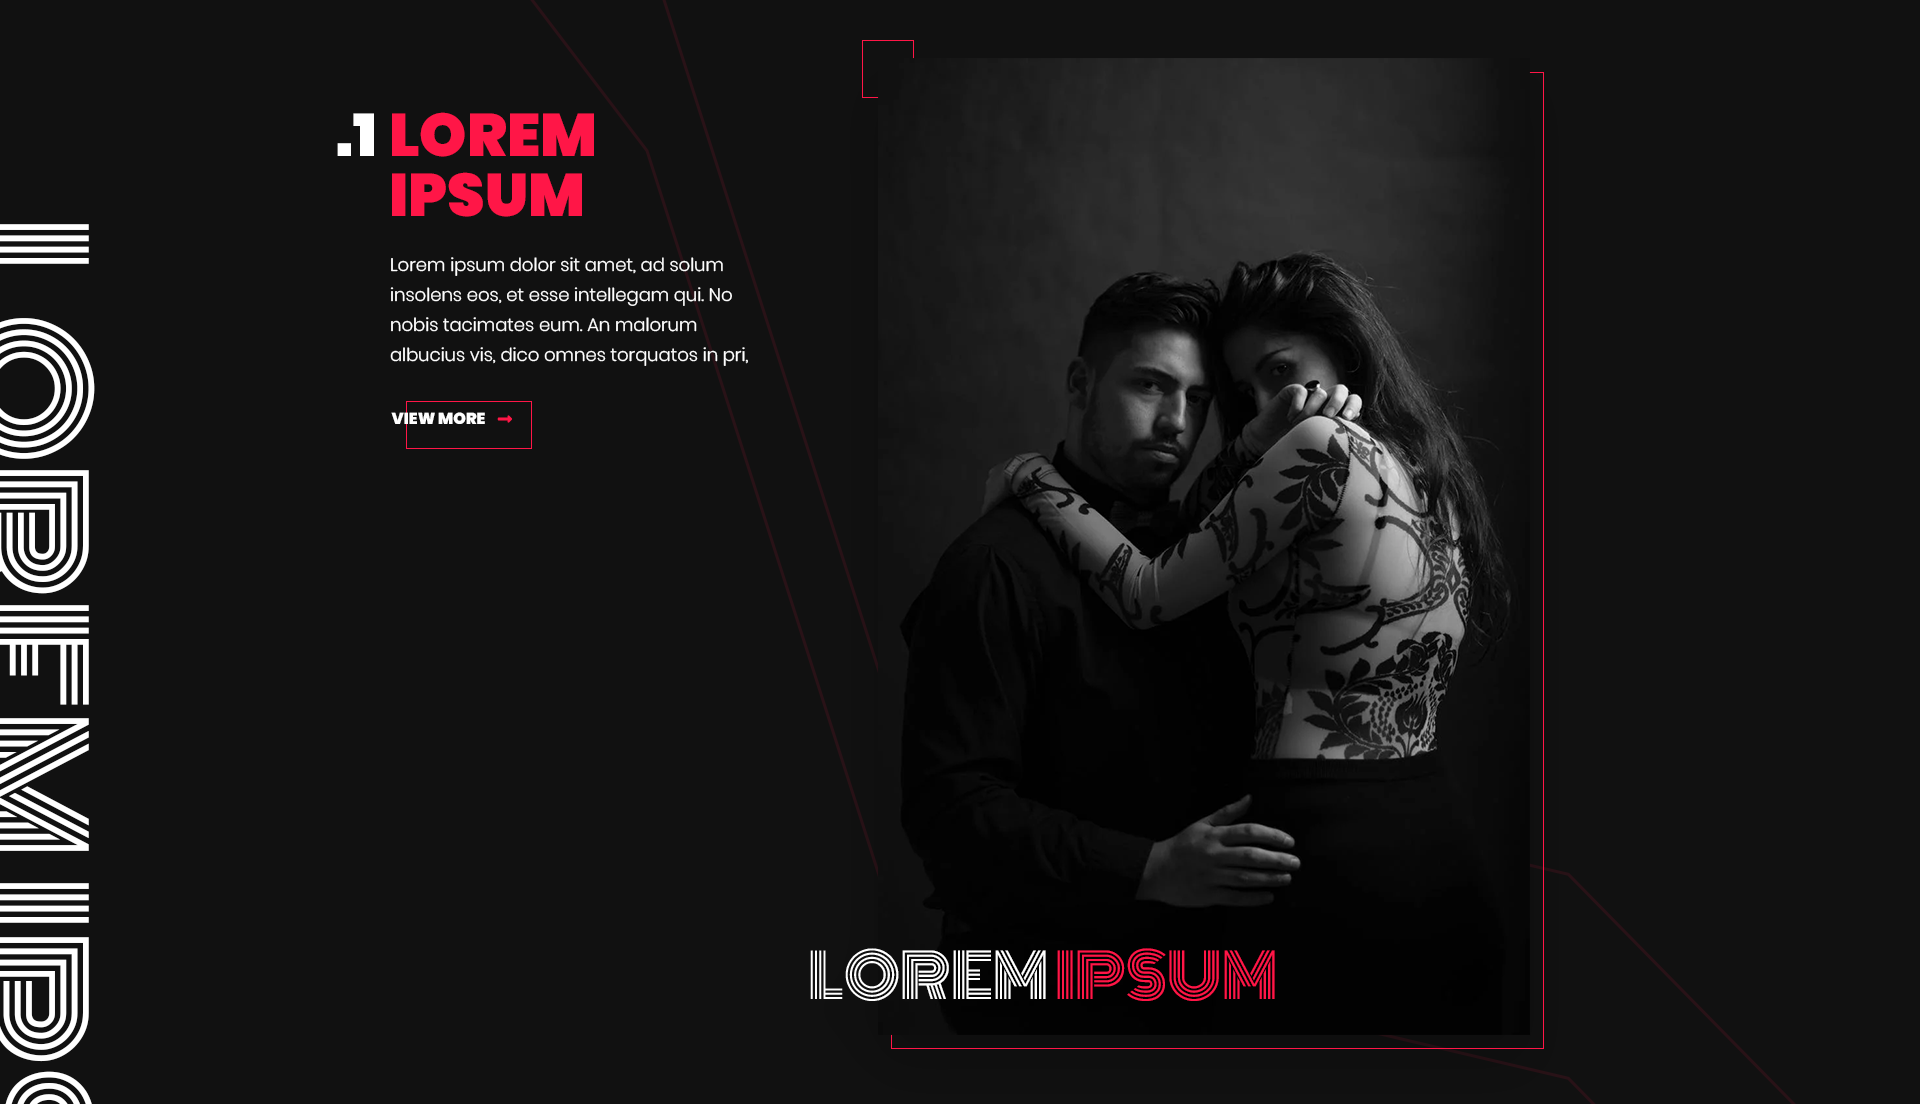 .1 LOREM
IPSUM
Lorem ipsum dolor sit amet, ad solum
insolens eos, et esse intellegam qui. No
nobis tacimates eum. An malorum
albucius vis, dico omnes torquatos in pri,
VIEW MORE →
LOREM IPSUM
LOREM IPS